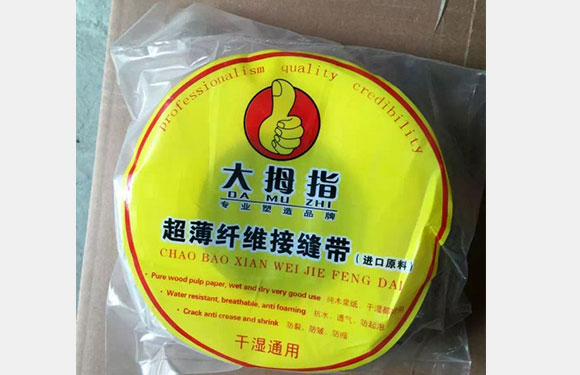 professionalism quality credibility
大拇指
DA MU ZHI
专业塑造品牌
超薄纤维接缝带(进口原料)
CHAO BAO XIAN WEI JIE FENG DAI
• Pure wood pulp paper, wet and dry very good use 纯木浆纸、干湿都
• Water resistant, breathable, anti foaming 抗水、透气、防起泡
• Crack anti crease and shrink 防裂、防皱、防缩
干湿通用